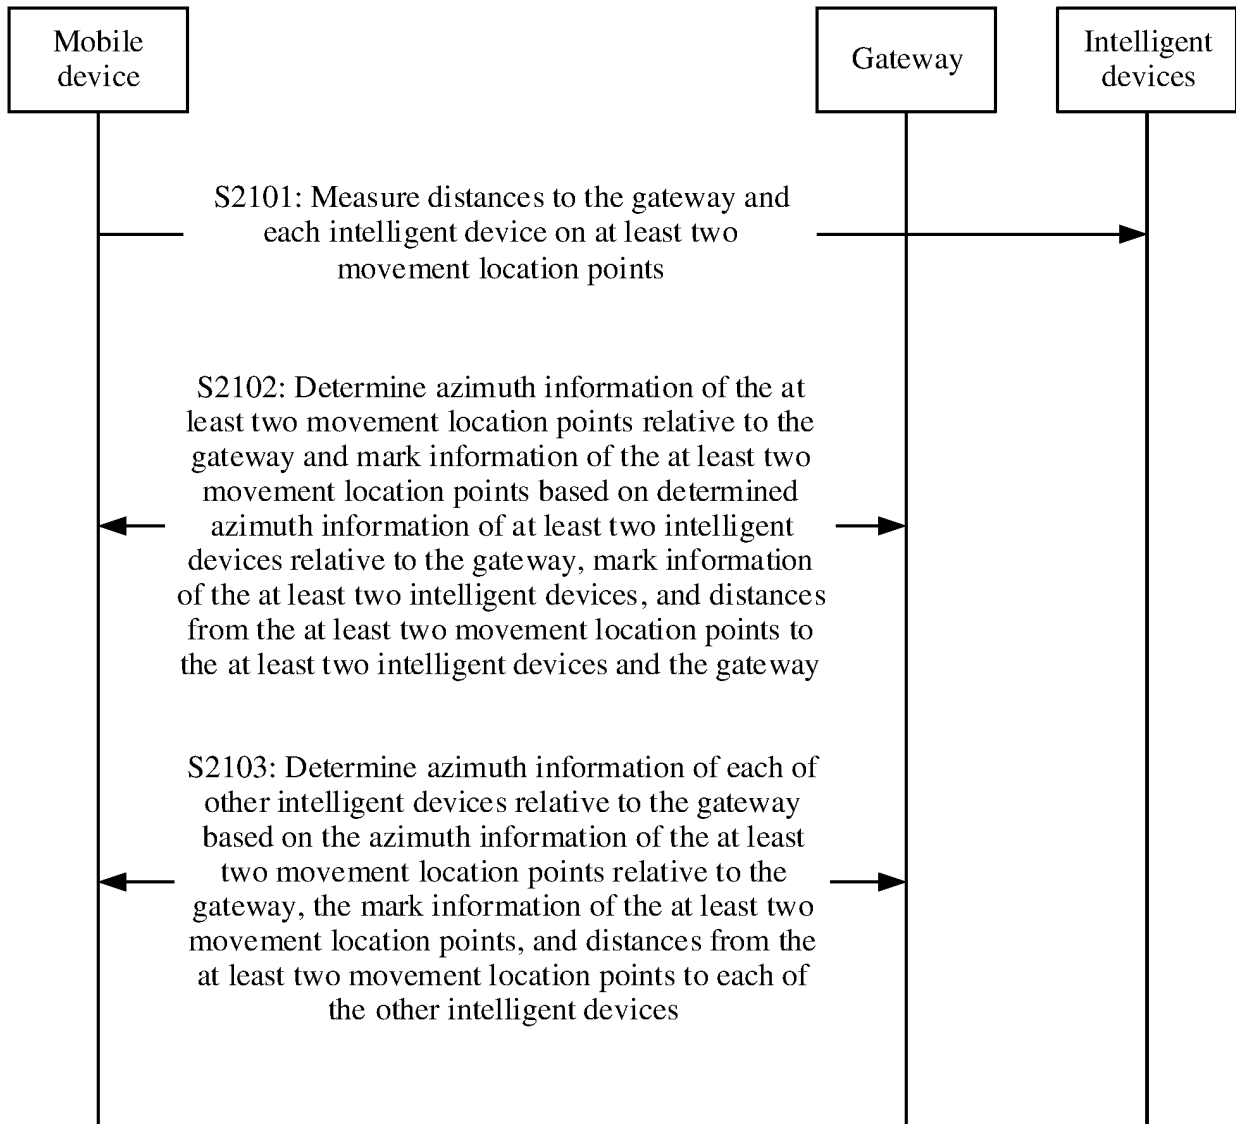 Mobile
device
Gateway
Intelligent
devices
S2101: Measure distances to the gateway and
each intelligent device on at least two
movement location points
S2102: Determine azimuth information of the at
least two movement location points relative to the
gateway and mark information of the at least two
movement location points based on determined
azimuth information of at least two intelligent
devices relative to the gateway, mark information
of the at least two intelligent devices, and distances
from the at least two movement location points to
the at least two intelligent devices and the gateway
S2103: Determine azimuth information of each of
other intelligent devices relative to the gateway
based on the azimuth information of the at least
two movement location points relative to the
gateway, the mark information of the at least two
movement location points, and distances from the
at least two movement location points to each of
the other intelligent devices